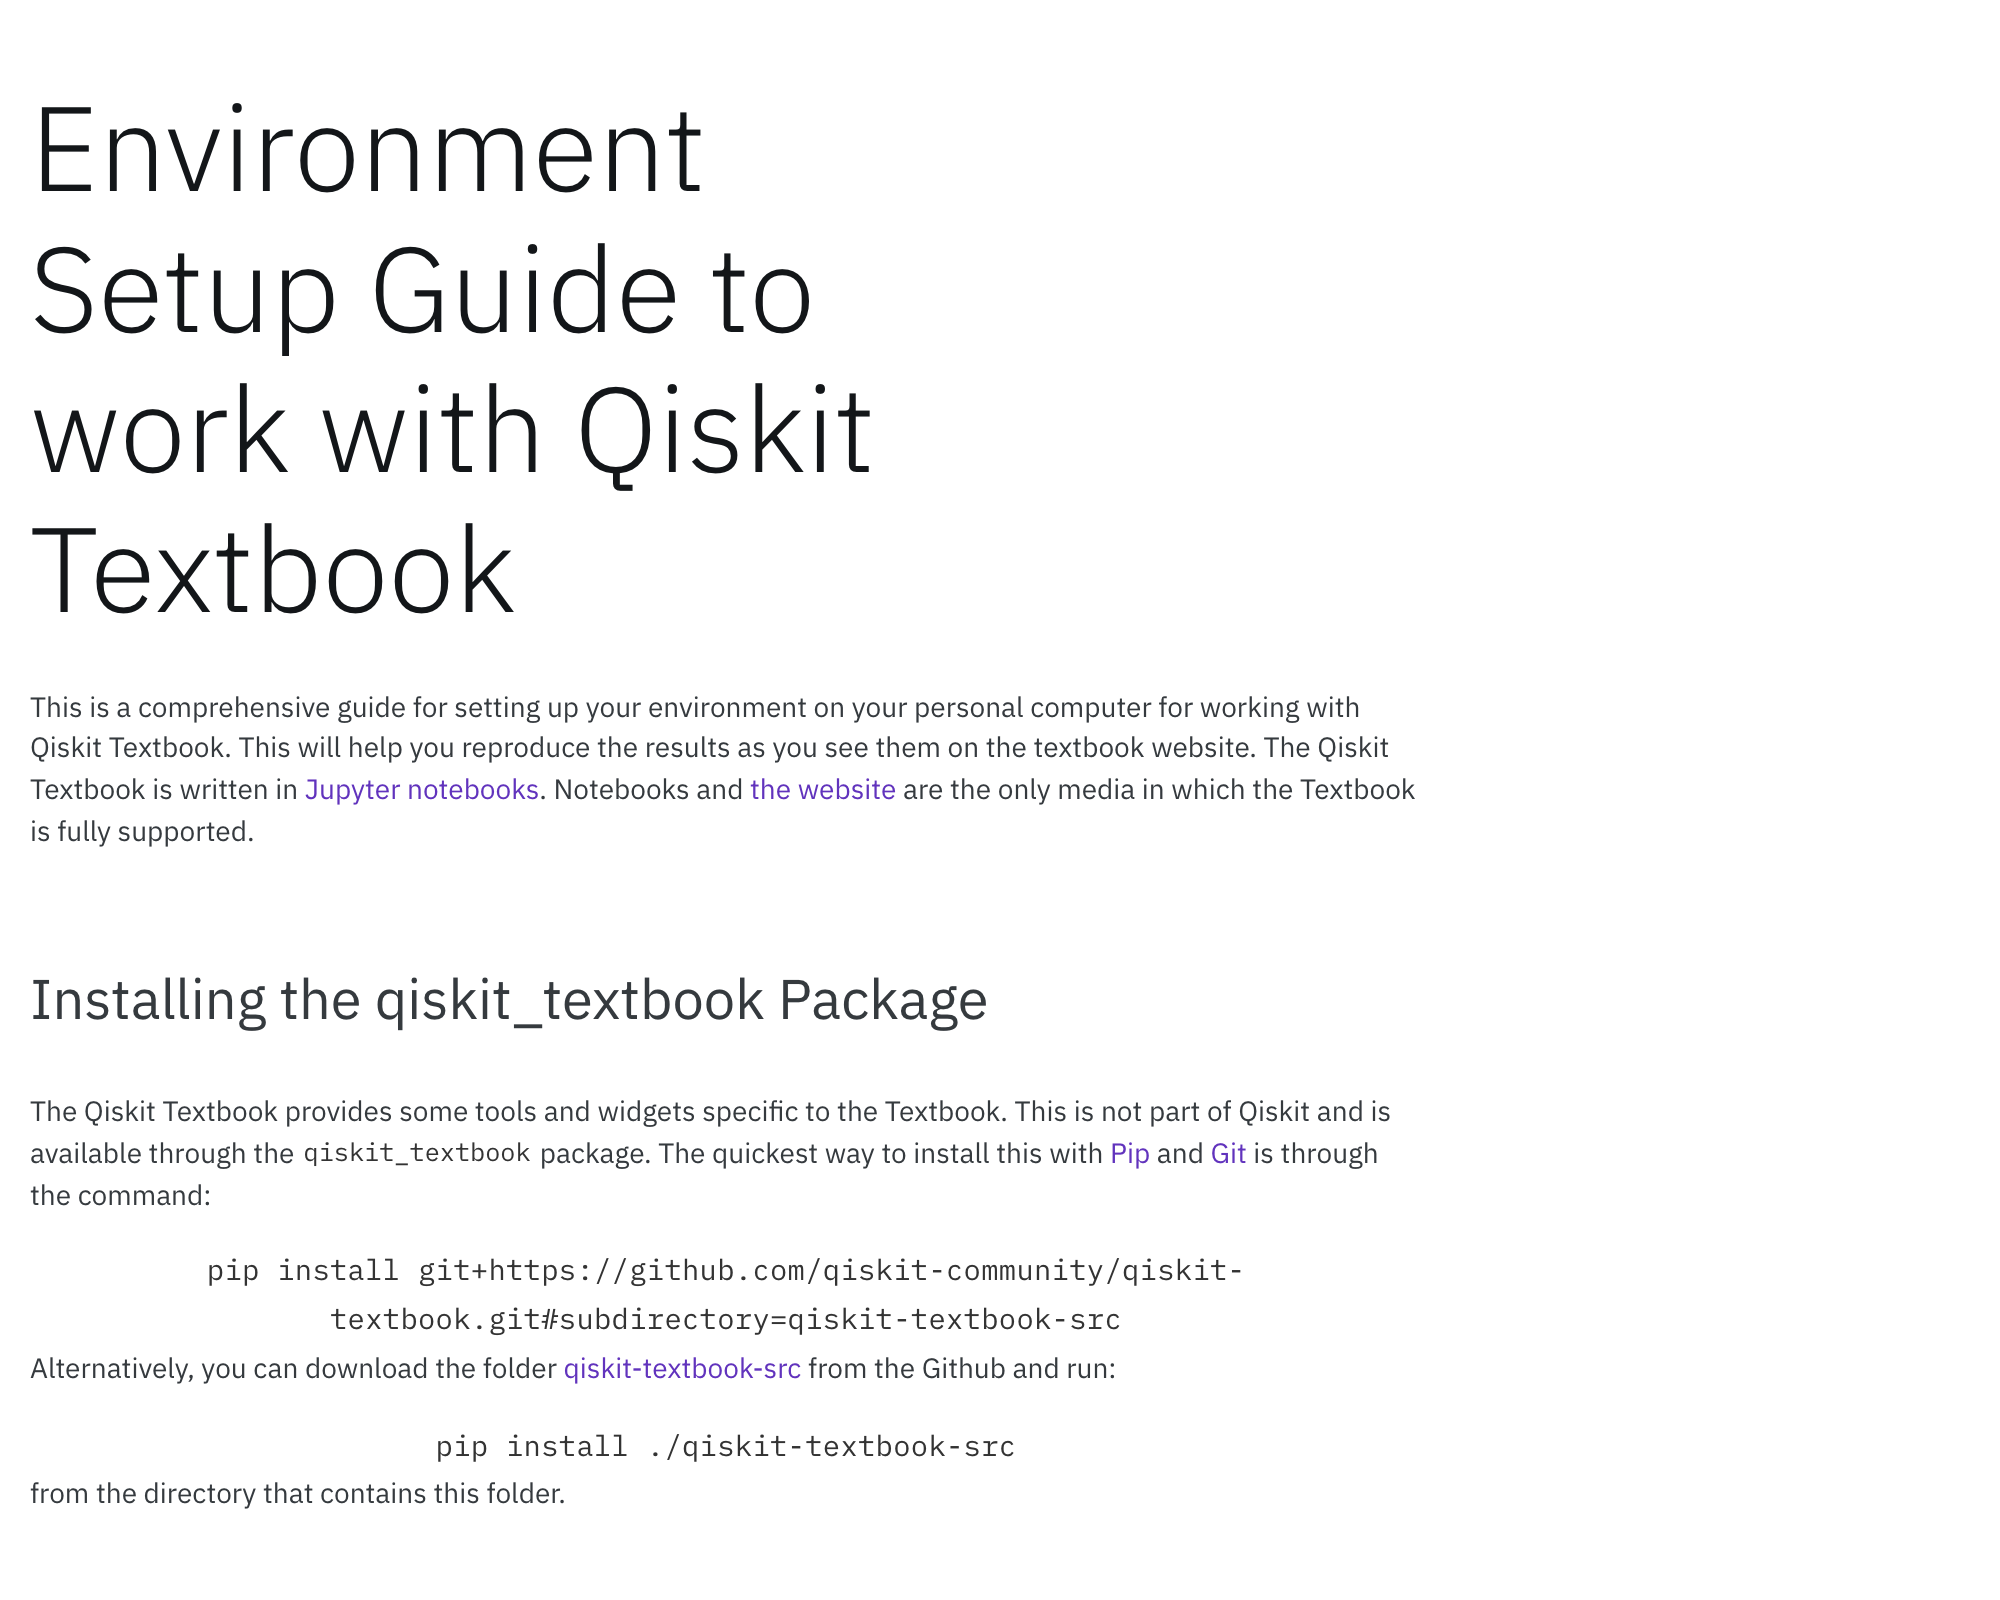 Environment
Setup Guide to
work with Qiskit
Textbook
This is a comprehensive guide for setting up your environment on your personal computer for working with
Qiskit Textbook. This will help you reproduce the results as you see them on the textbook website. The Qiskit
Textbook is written in Jupyter notebooks. Notebooks and the website are the only media in which the Textbook
is fully supported.
Installing the qiskit_textbook Package
The Qiskit Textbook provides some tools and widgets specific to the Textbook. This is not part of Qiskit and is
available through the qiskit_textbook package. The quickest way to install this with Pip and Git is through
the command:
pip install git+https://github.com/qiskit-community/qiskit-
textbook.git#subdirectory=qiskit-textbook-src
Alternatively, you can download the folder qiskit-textbook-src from the Github and run:
pip install ./qiskit-textbook-src
from the directory that contains this folder.